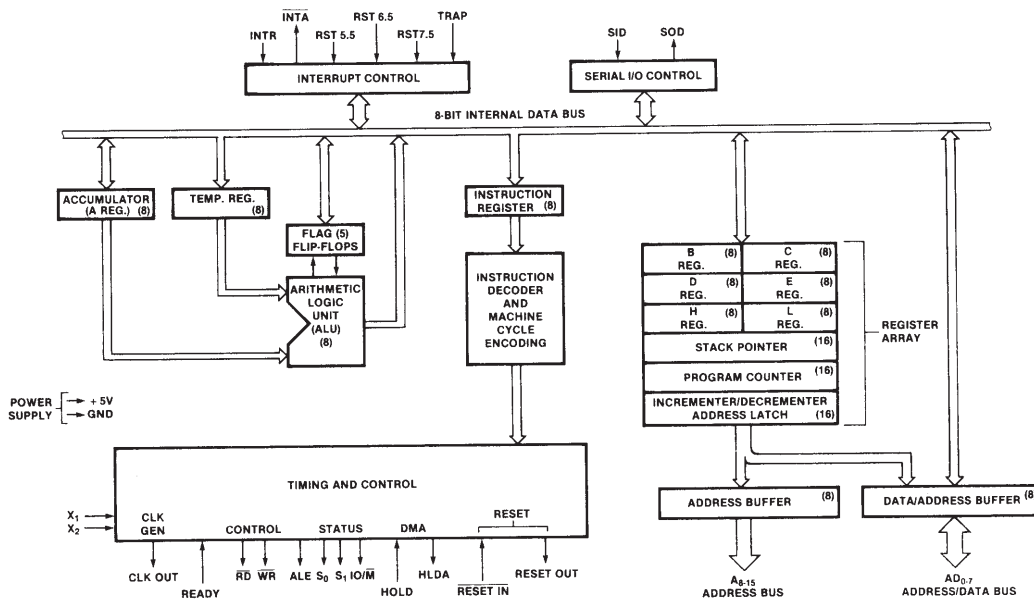 INTR
INTA
RST 5.5
RST 6.5
RST7.5
TRAP
SID
SOD
INTERRUPT CONTROL
SERIAL I/O CONTROL
8-BIT INTERNAL DATA BUS
ACCUMULATOR
(A REG.) (8)
TEMP. REG.
(8)
FLAG (5)
FLIP-FLOPS
ARITHMETIC
LOGIC
UNIT
(ALU)
(8)
INSTRUCTION
REGISTER (8)
INSTRUCTION
DECODER
AND
MACHINE
CYCLE
ENCODING
B (8)
REG.
C (8)
REG.
D (8)
REG.
E (8)
REG.
H (8)
REG.
L (8)
REG.
STACK POINTER (16)
PROGRAM COUNTER (16)
INCREMENTER/DECREMENTER
ADDRESS LATCH (16)
REGISTER
ARRAY
POWER
SUPPLY
+5V
GND
TIMING AND CONTROL
X1
X2
CLK
GEN
CONTROL
STATUS
DMA
RESET
CLK OUT
READY
RD
WR
ALE
S0
S1
IO/M
HOLD
HLDA
RESET IN
RESET OUT
ADDRESS BUFFER (8)
DATA/ADDRESS BUFFER (8)
A8-15
ADDRESS BUS
AD0-7
ADDRESS/DATA BUS